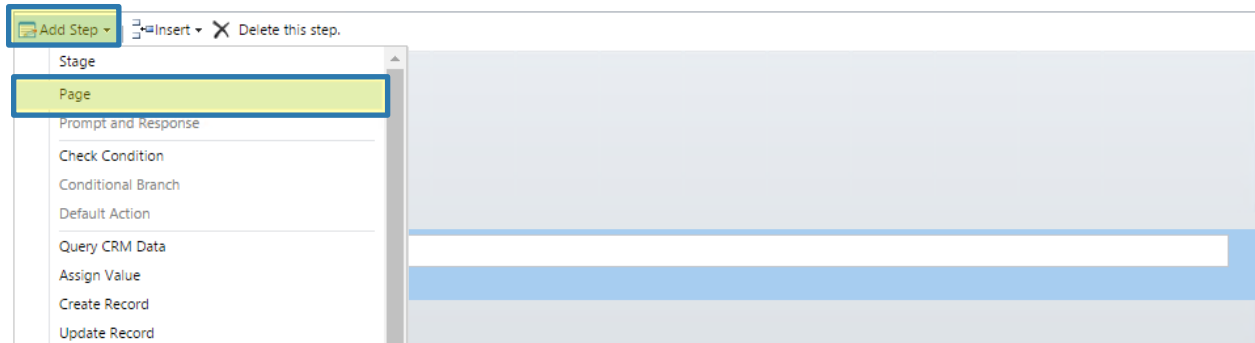 Add Step Insert Delete this step.
Stage
Page
Prompt and Response
Check Condition
Conditional Branch
Default Action
Query CRM Data
Assign Value
Create Record
Update Record